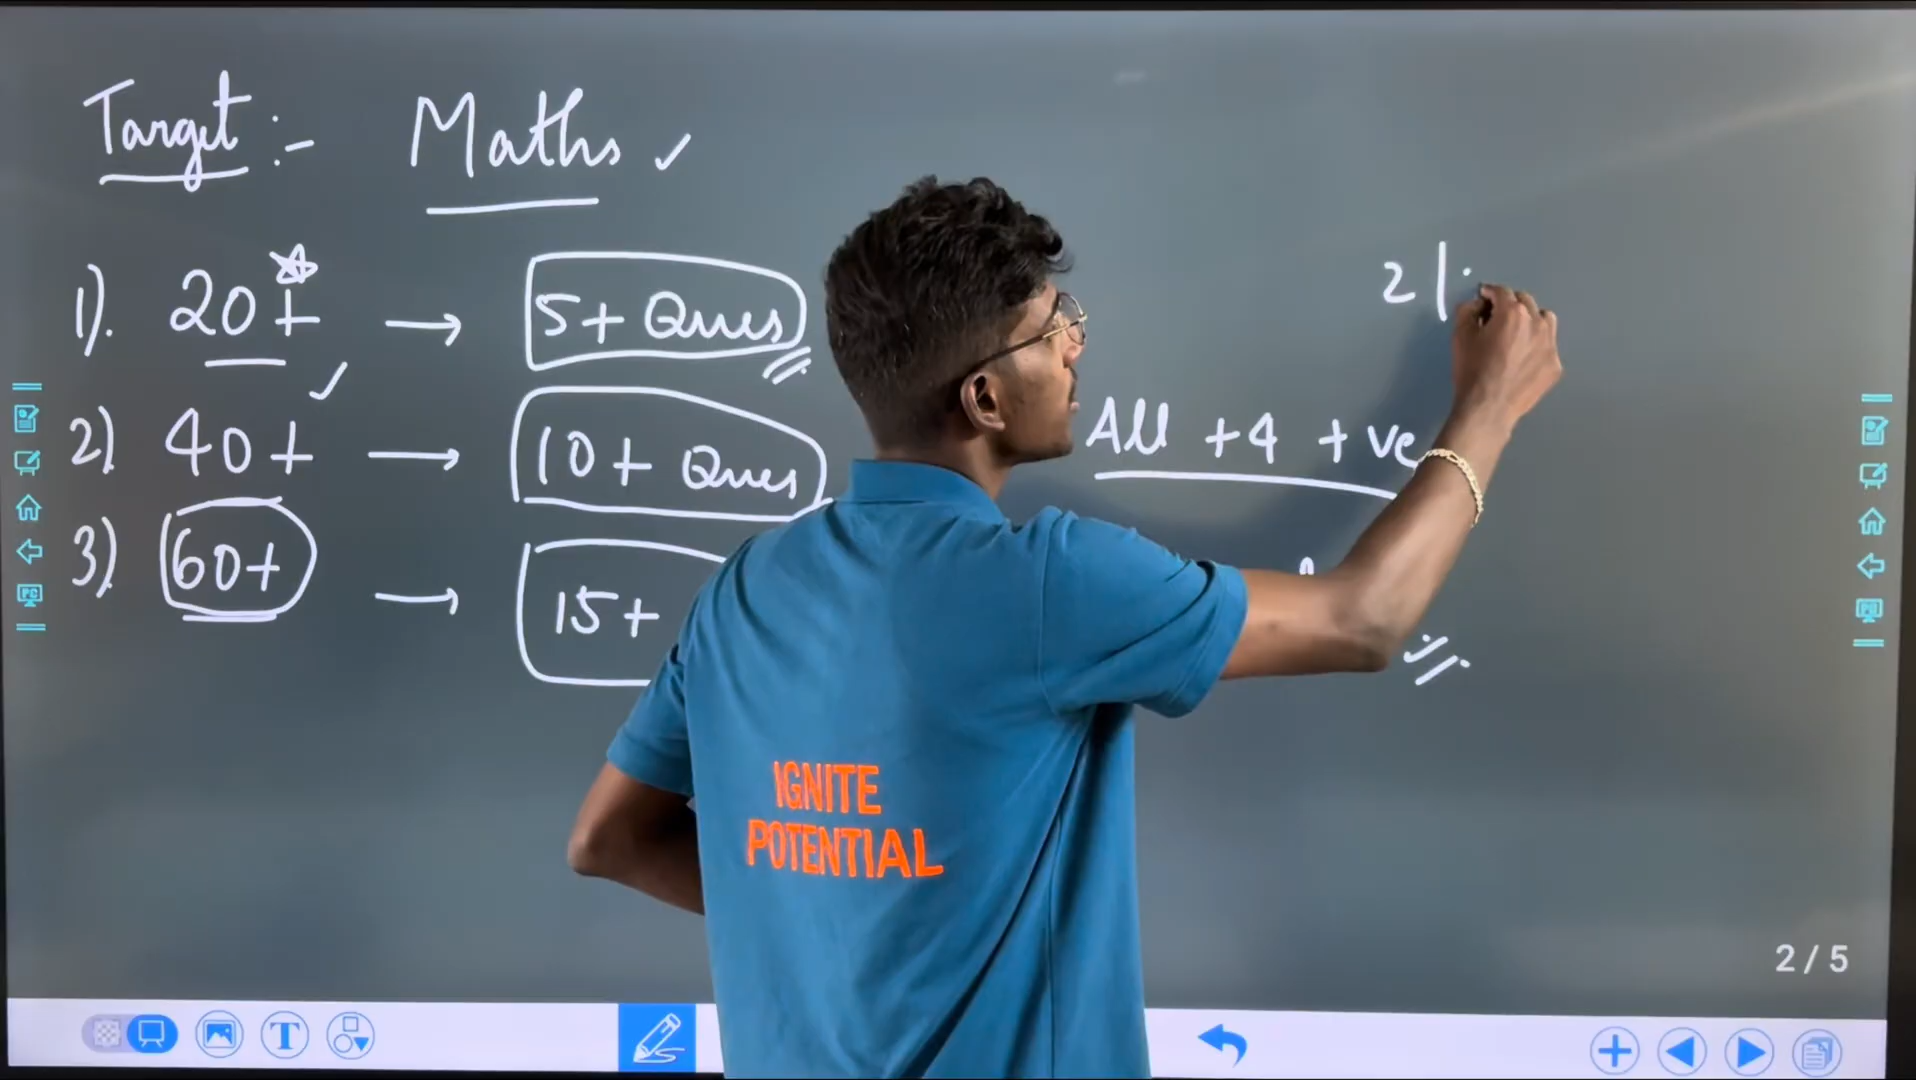 Target :- Maths ✓
1). 20+ → 5+ Ques
2). 40+ → 10+ Ques
3) 60+ → 15+
All +4 +ve
2
IGNITE
POTENTIAL
2/5